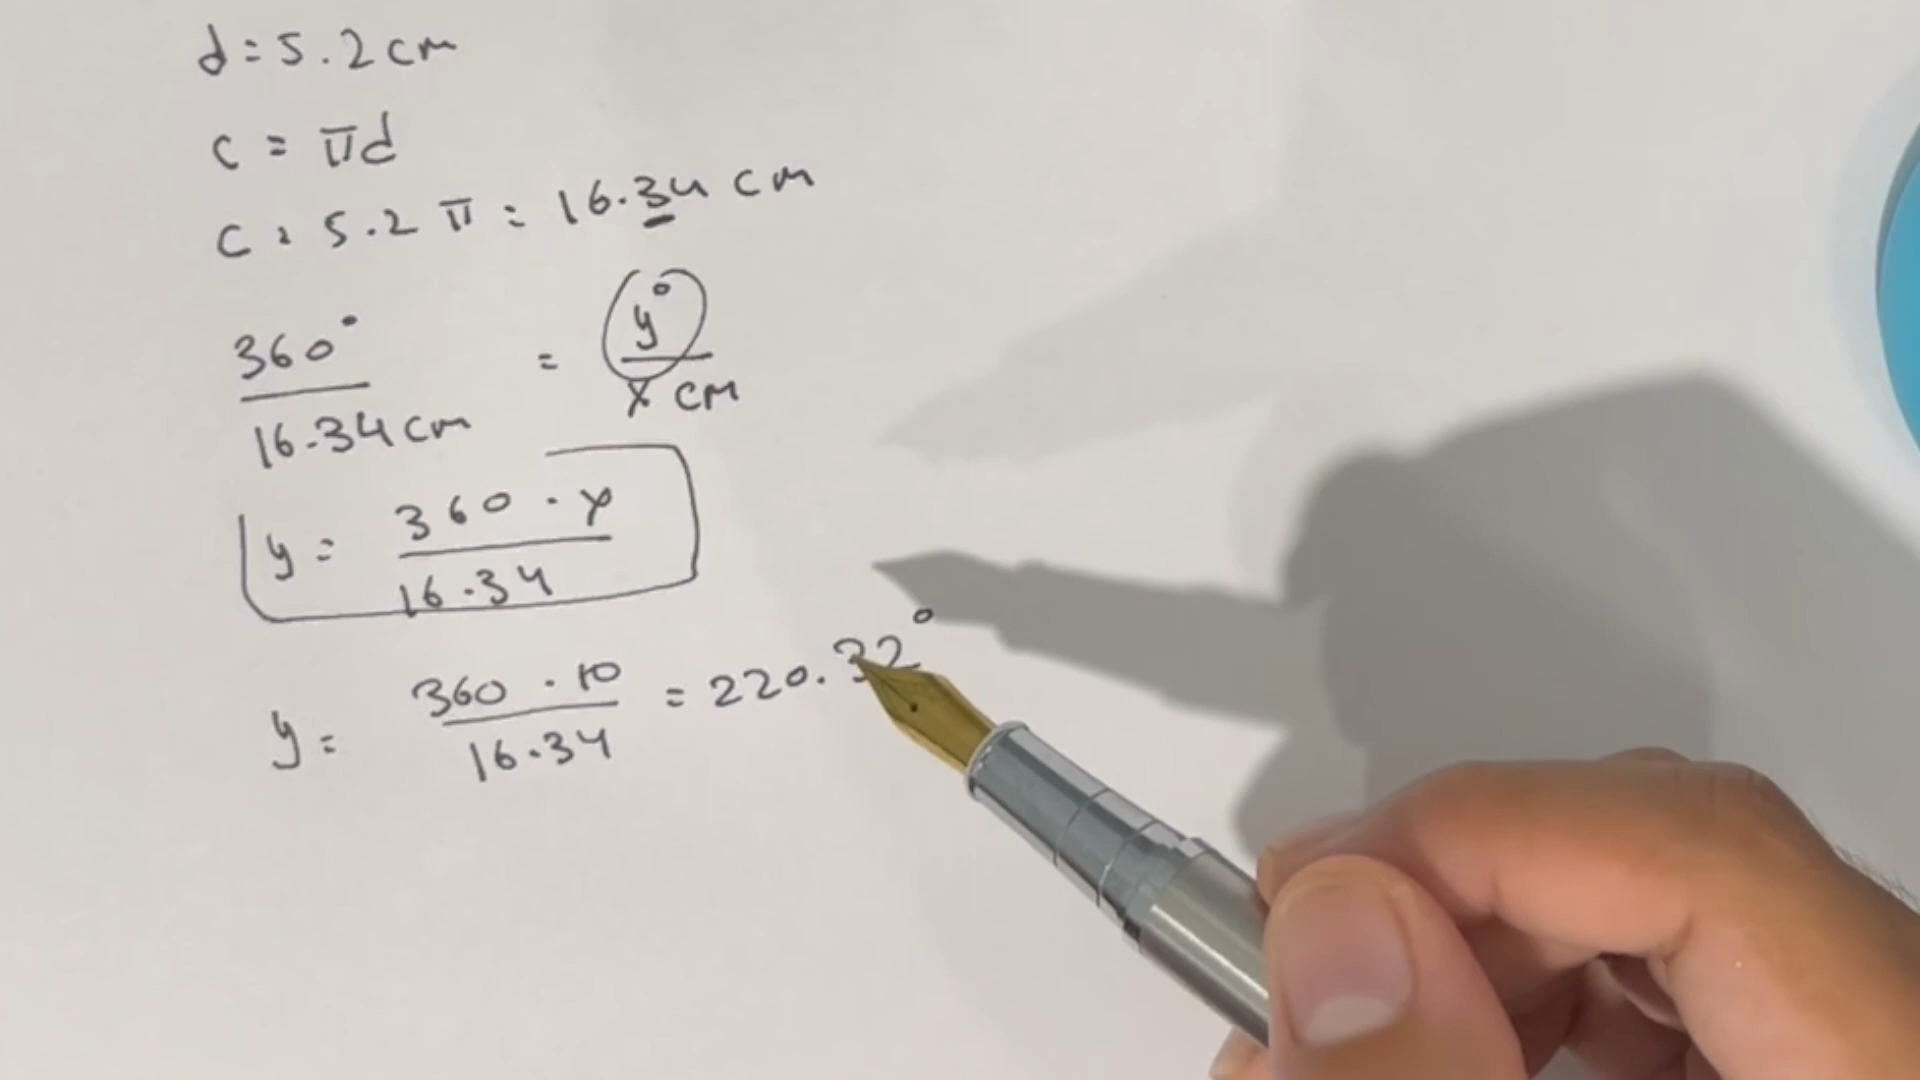 d = 5.2 cm
c = πd
c = 5.2 π = 16.34 cm
360° / 16.34 cm = y° / x cm
y = 360 · x / 16.34
y = 360 · 10 / 16.34 = 220.32°